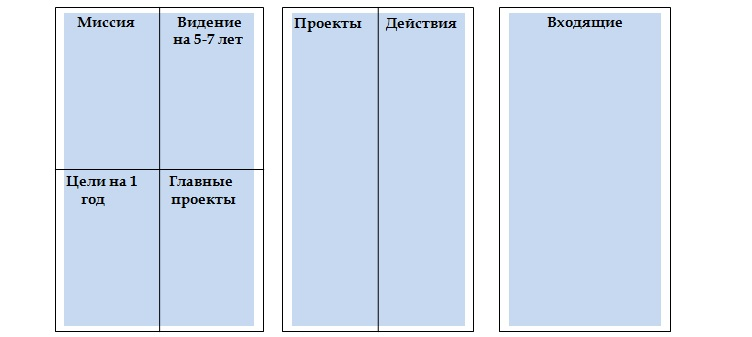 Миссия
Видение
на 5-7 лет
Цели на 1
год
Главные
проекты
Проекты
Действия
Входящие